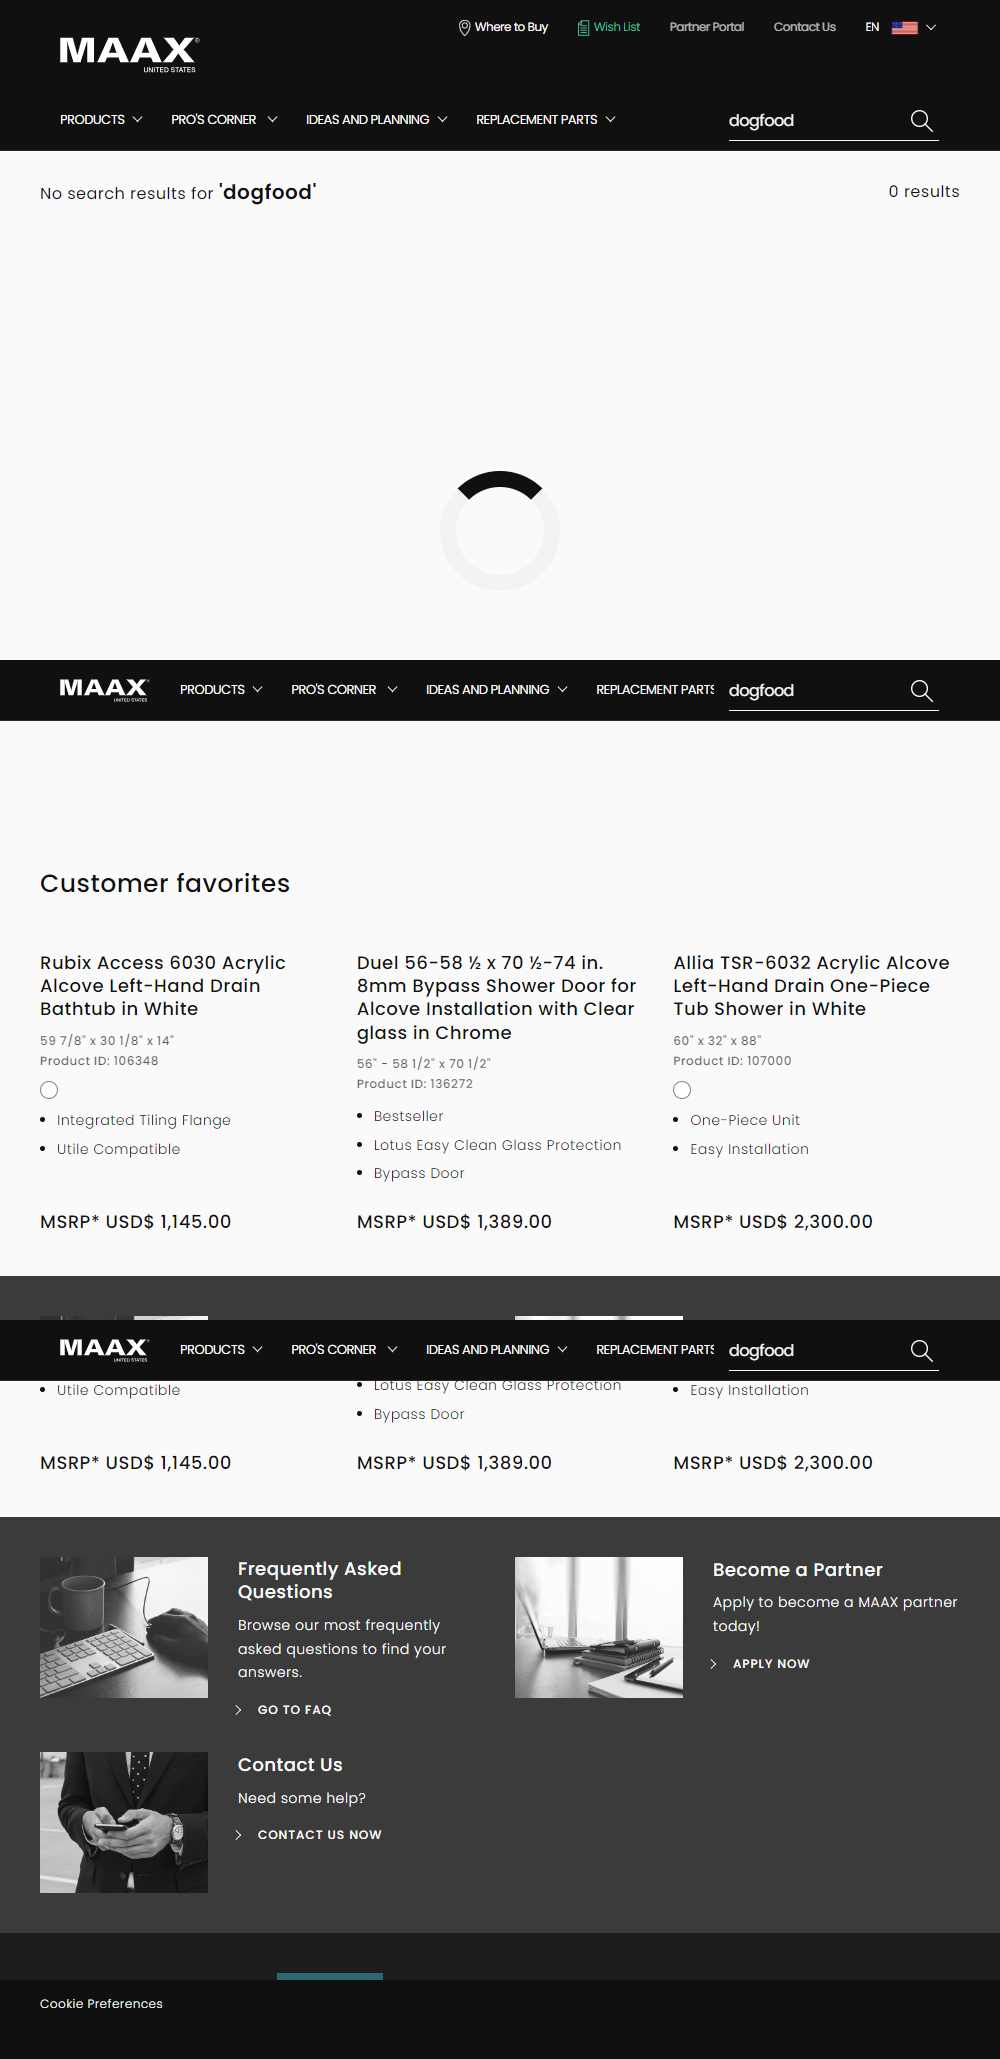 Where to Buy
Wish List
Partner Portal
Contact Us
EN
MAAX®
UNITED STATES
PRODUCTS
PRO'S CORNER
IDEAS AND PLANNING
REPLACEMENT PARTS
dogfood
No search results for 'dogfood'
0 results
MAAX®
UNITED STATES
PRODUCTS
PRO'S CORNER
IDEAS AND PLANNING
REPLACEMENT PARTS
dogfood
Customer favorites
Rubix Access 6030 Acrylic
Alcove Left-Hand Drain
Bathtub in White
59 7/8" x 30 1/8" x 14"
Product ID: 106348
Integrated Tiling Flange
Utile Compatible
MSRP* USD$ 1,145.00
Duel 56-58 ½ x 70 ½-74 in.
8mm Bypass Shower Door for
Alcove Installation with Clear
glass in Chrome
56" - 58 1/2" x 70 1/2"
Product ID: 136272
Bestseller
Lotus Easy Clean Glass Protection
Bypass Door
MSRP* USD$ 1,389.00
Allia TSR-6032 Acrylic Alcove
Left-Hand Drain One-Piece
Tub Shower in White
60" x 32" x 88"
Product ID: 107000
One-Piece Unit
Easy Installation
MSRP* USD$ 2,300.00
MAAX®
UNITED STATES
PRODUCTS
PRO'S CORNER
IDEAS AND PLANNING
REPLACEMENT PARTS
dogfood
Utile Compatible
MSRP* USD$ 1,145.00
Lotus Easy Clean Glass Protection
Bypass Door
MSRP* USD$ 1,389.00
Easy Installation
MSRP* USD$ 2,300.00
Frequently Asked
Questions
Browse our most frequently
asked questions to find your
answers.
GO TO FAQ
Become a Partner
Apply to become a MAAX partner
today!
APPLY NOW
Contact Us
Need some help?
CONTACT US NOW
Cookie Preferences